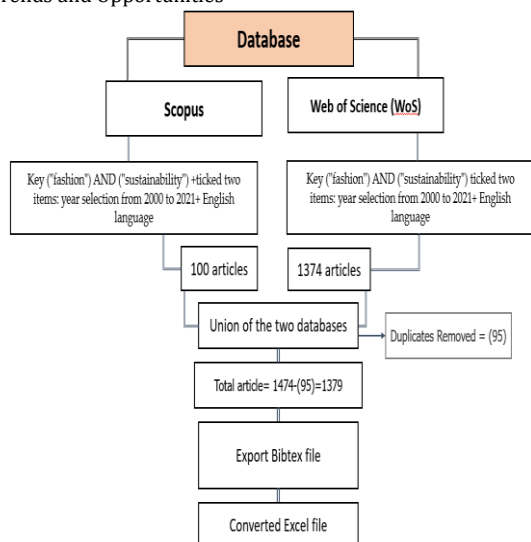 Trends and Opportunities
Database
Scopus
Web of Science (WoS)
Key ("fashion") AND ("sustainability") +ticked two
items: year selection from 2000 to 2021+ English
language
Key ("fashion") AND ("sustainability") ticked two
items: year selection from 2000 to 2021+ English
language
100 articles
1374 articles
Union of the two databases
Duplicates Removed = (95)
Total article= 1474-(95)=1379
Export Bibtex file
Converted Excel file